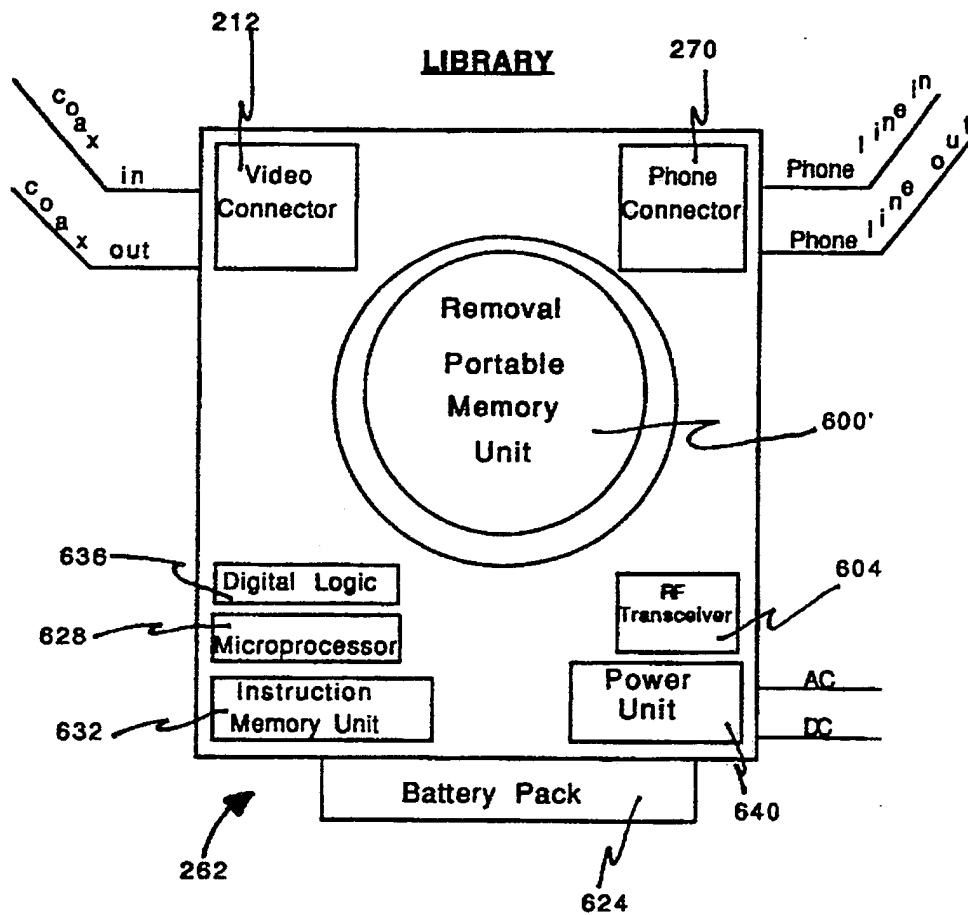 212
LIBRARY
270
coax in
Video
Connector
Phone
Connector
Phone line in
coax out
Phone line out
Removal
Portable
Memory
Unit
600'
636
Digital Logic
RF
Transceiver
604
628
Microprocessor
Instruction
Memory Unit
632
Power
Unit
AC
DC
Battery Pack
640
262
624